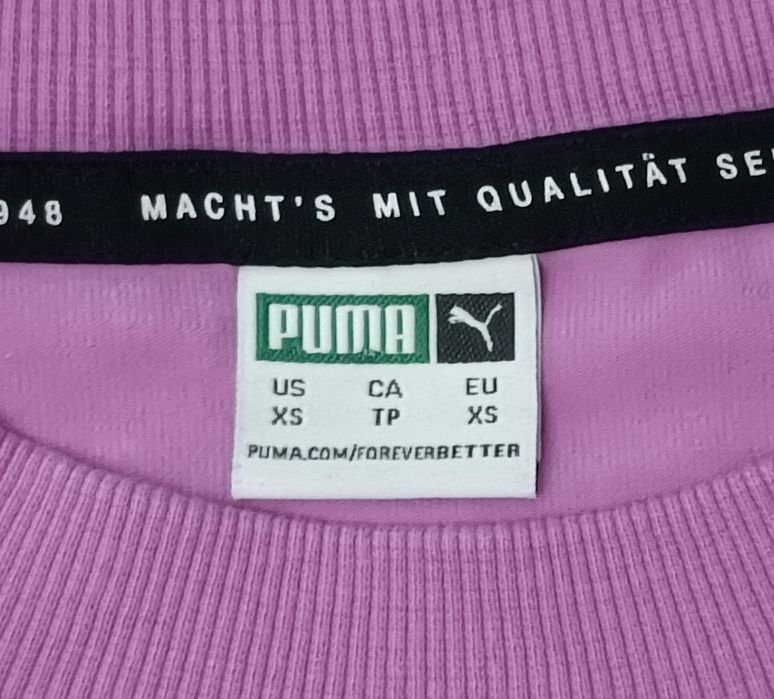 948 MACHT'S MIT QUALITÄT SE
PUMA
US CA EU
XS TP XS
PUMA.COM/FOREVERBETTER